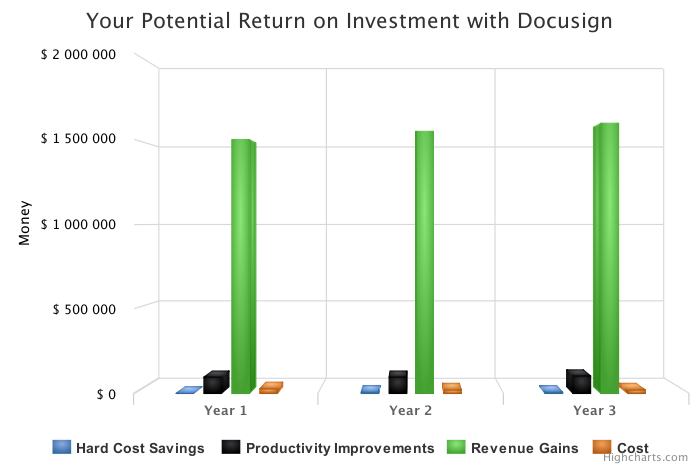 Your Potential Return on Investment with Docusign
$ 2 000 000
$ 1 500 000
$ 1 000 000
$ 500 000
$ 0
Money
Year 1
Year 2
Year 3
Hard Cost Savings
Productivity Improvements
Revenue Gains
Cost
Highcharts.com